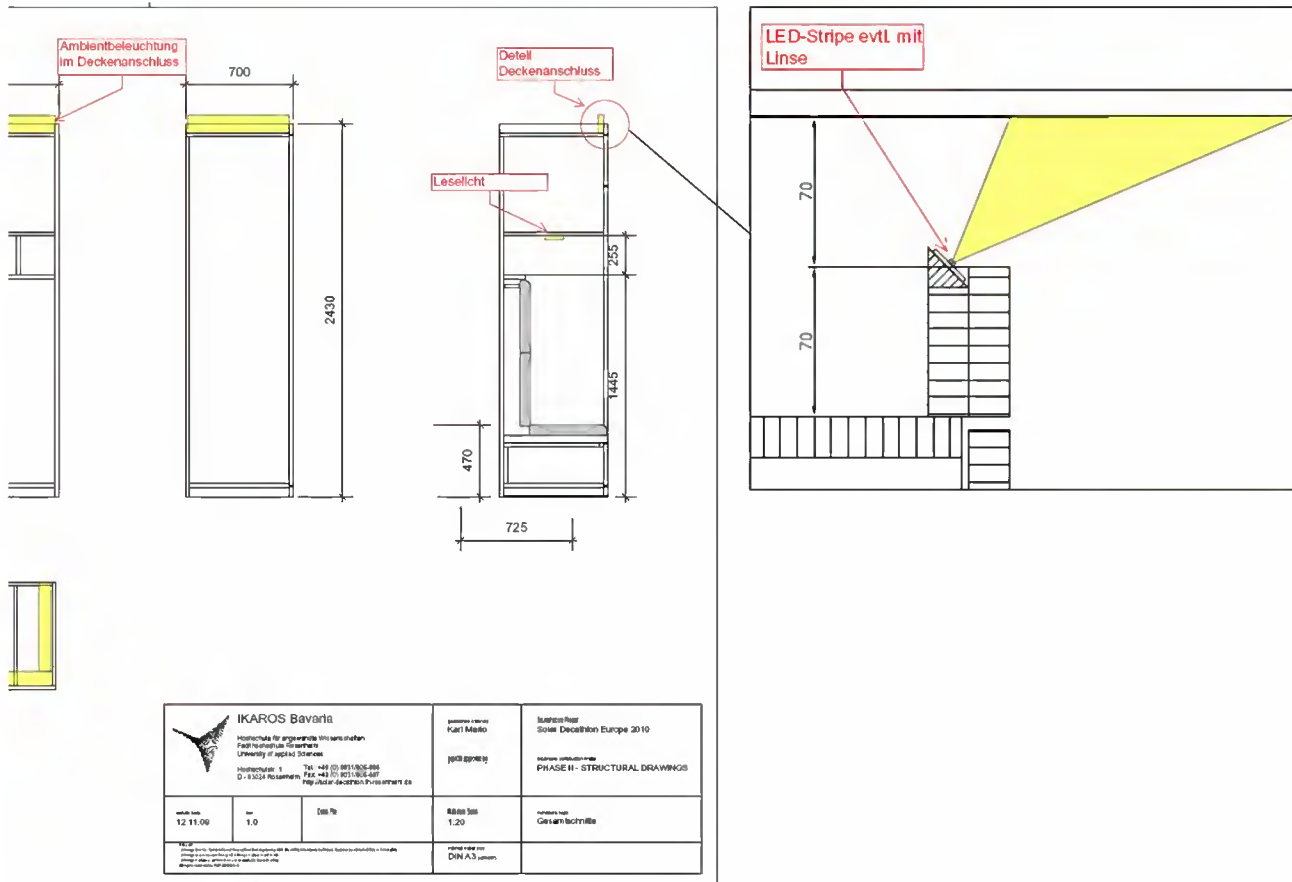 Ambientbeleuchtung
im Deckenanschluss
700
Deteil
Deckenanschluss
LED-Stripe evtl. mit
Linse
Leselicht
70
255
2430
70
1445
470
725
IKAROS Bavaria
Hochschule für angewandte Wissenschaften
Fachhochschule Rosenheim
University of applied Sciences
Hochschulstr. 1
D - 83024 Rosenheim
Karl Merlo
Solar Decathlon Europe 2010
PHASE II - STRUCTURAL DRAWINGS
12.11.09
1.0
1:20
Gesamtschnitte
DIN A3